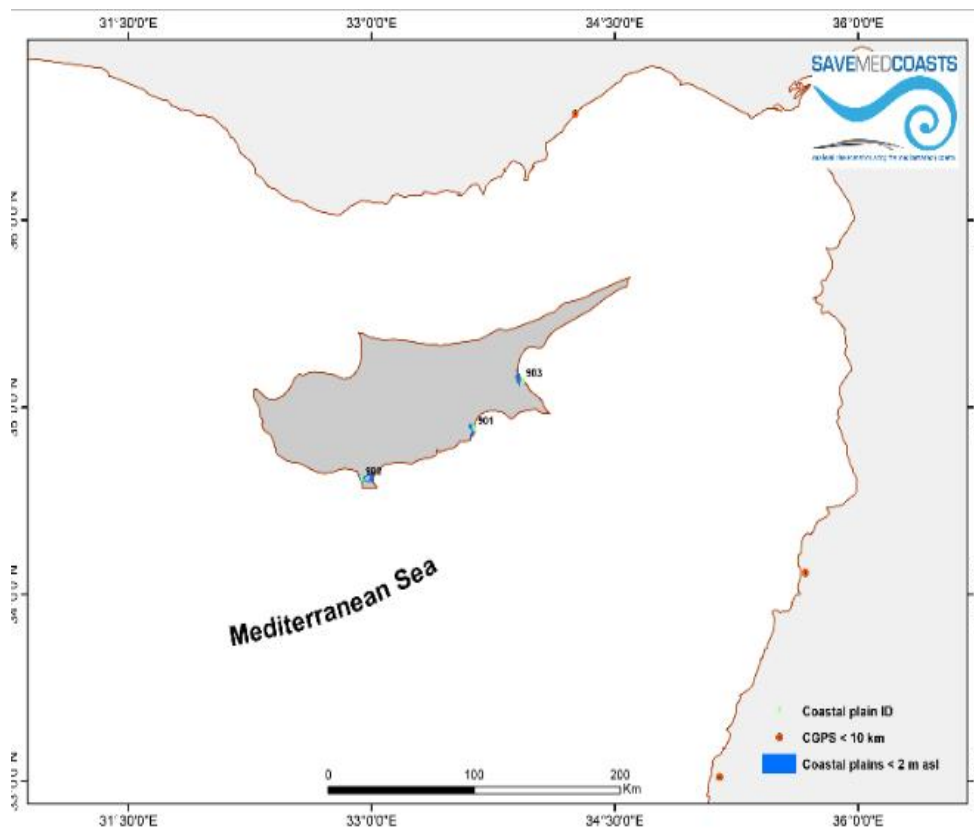 31°30'0"E 33°0'0"E 34°30'0"E 36°0'0"E
SAVEMEDCOASTS
903
901
Mediterranean Sea
Coastal plain ID
CGPS < 10 km
Coastal plains < 2 m asl
0 100 200
Km
31°30'0"E 33°0'0"E 34°30'0"E 36°0'0"E